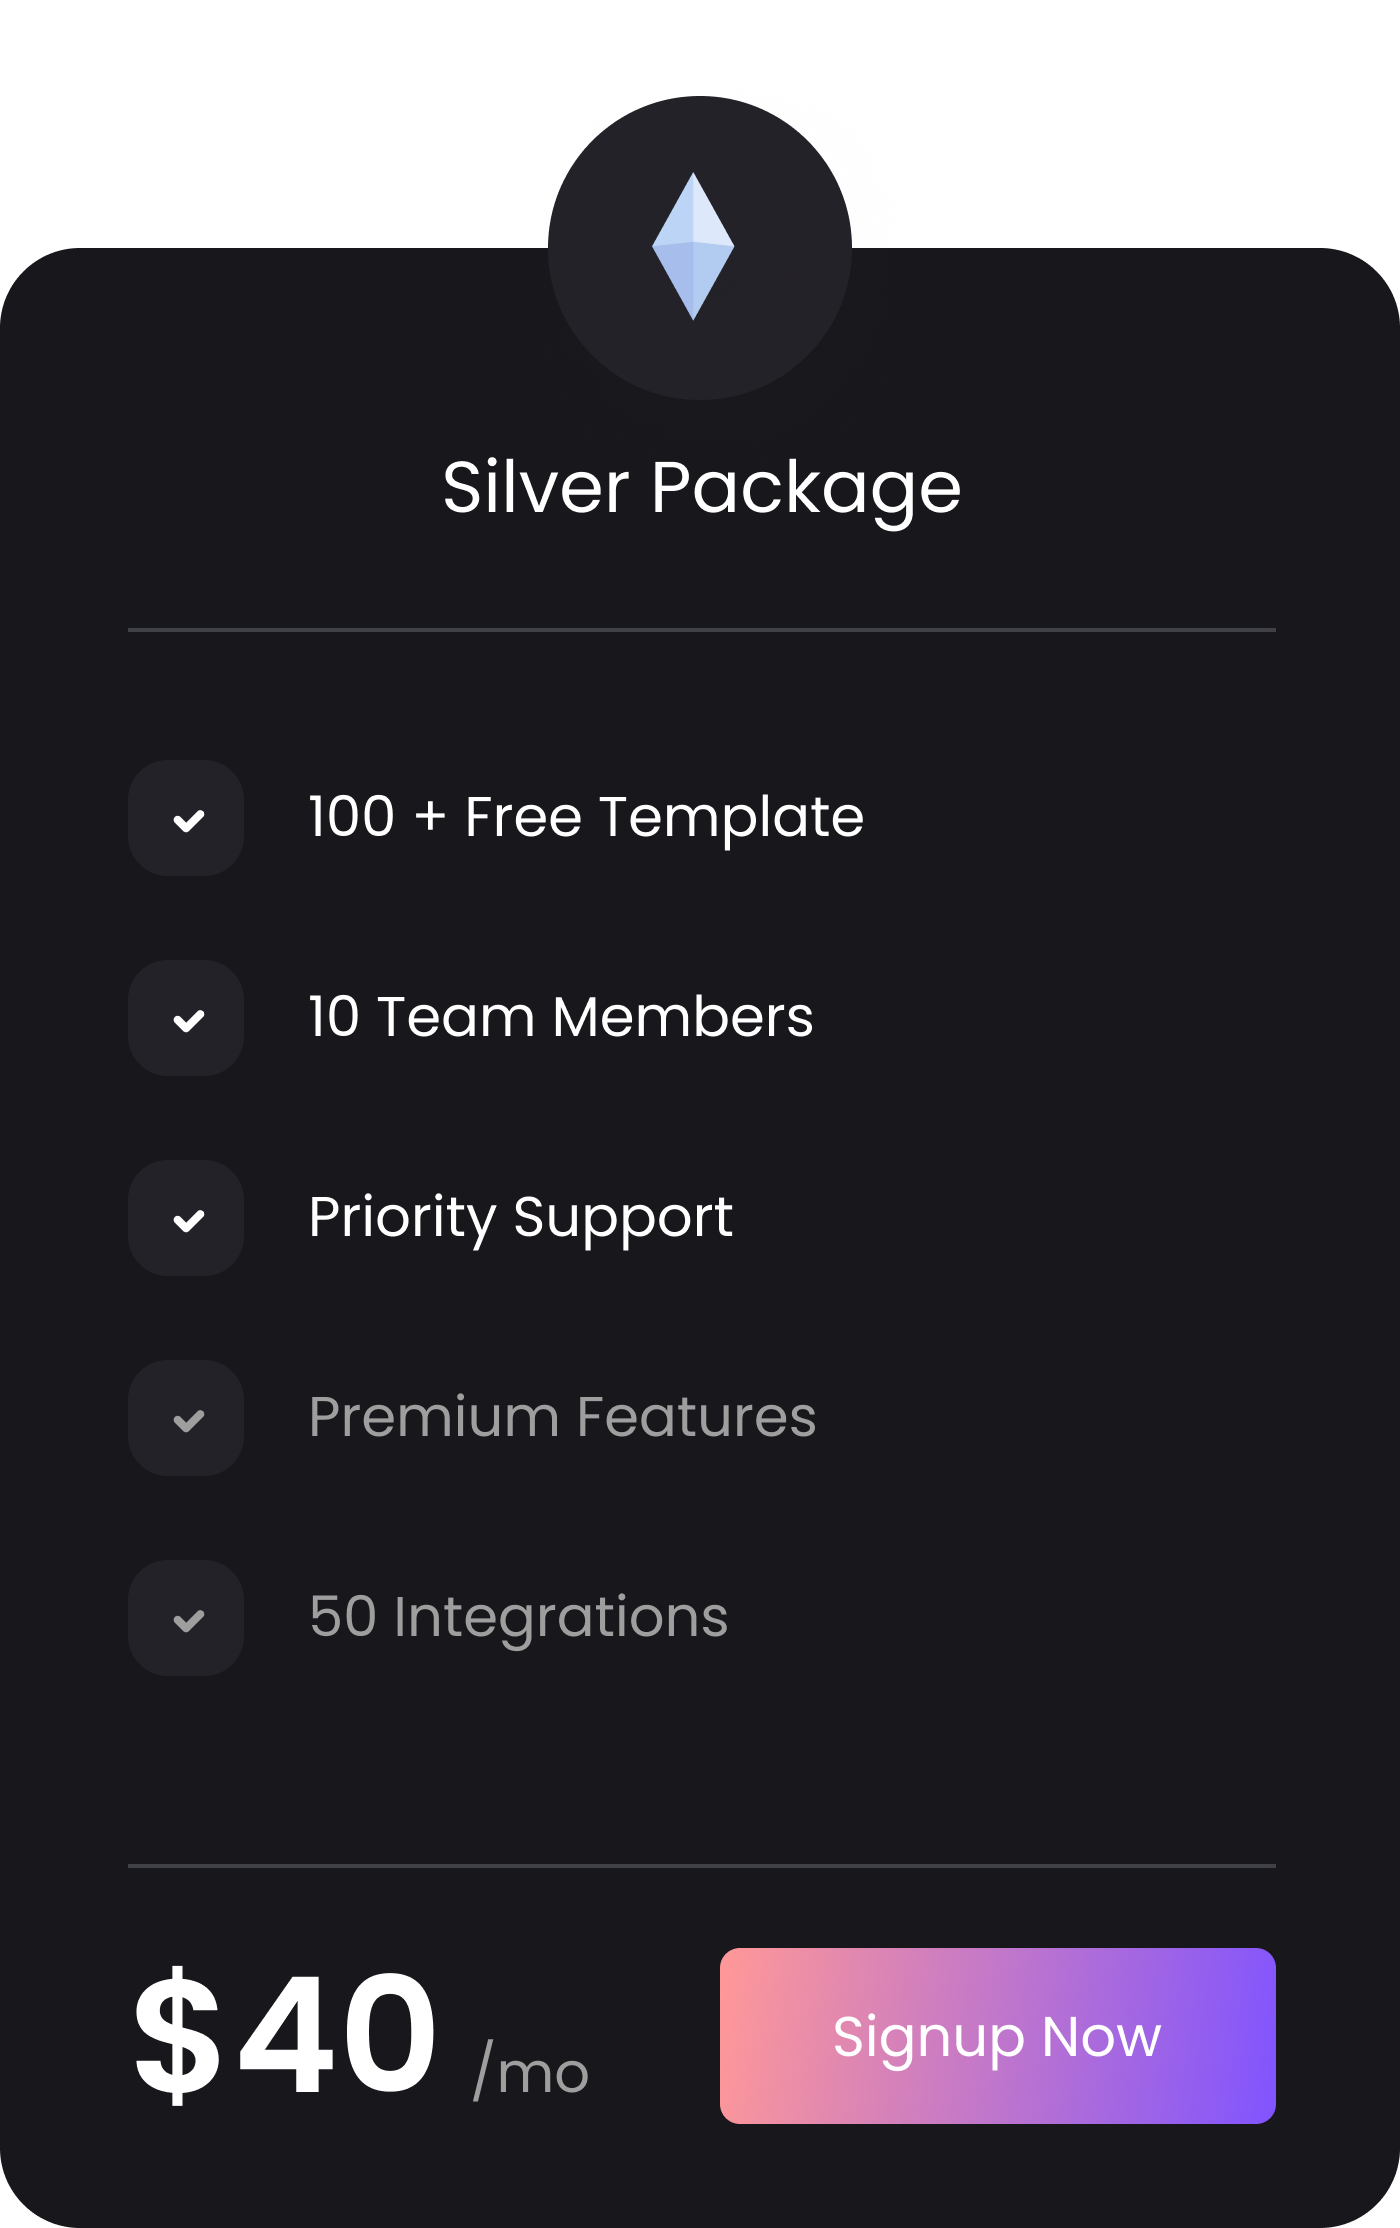 Silver Package
100 + Free Template
10 Team Members
Priority Support
Premium Features
50 Integrations
$40 /mo
Signup Now